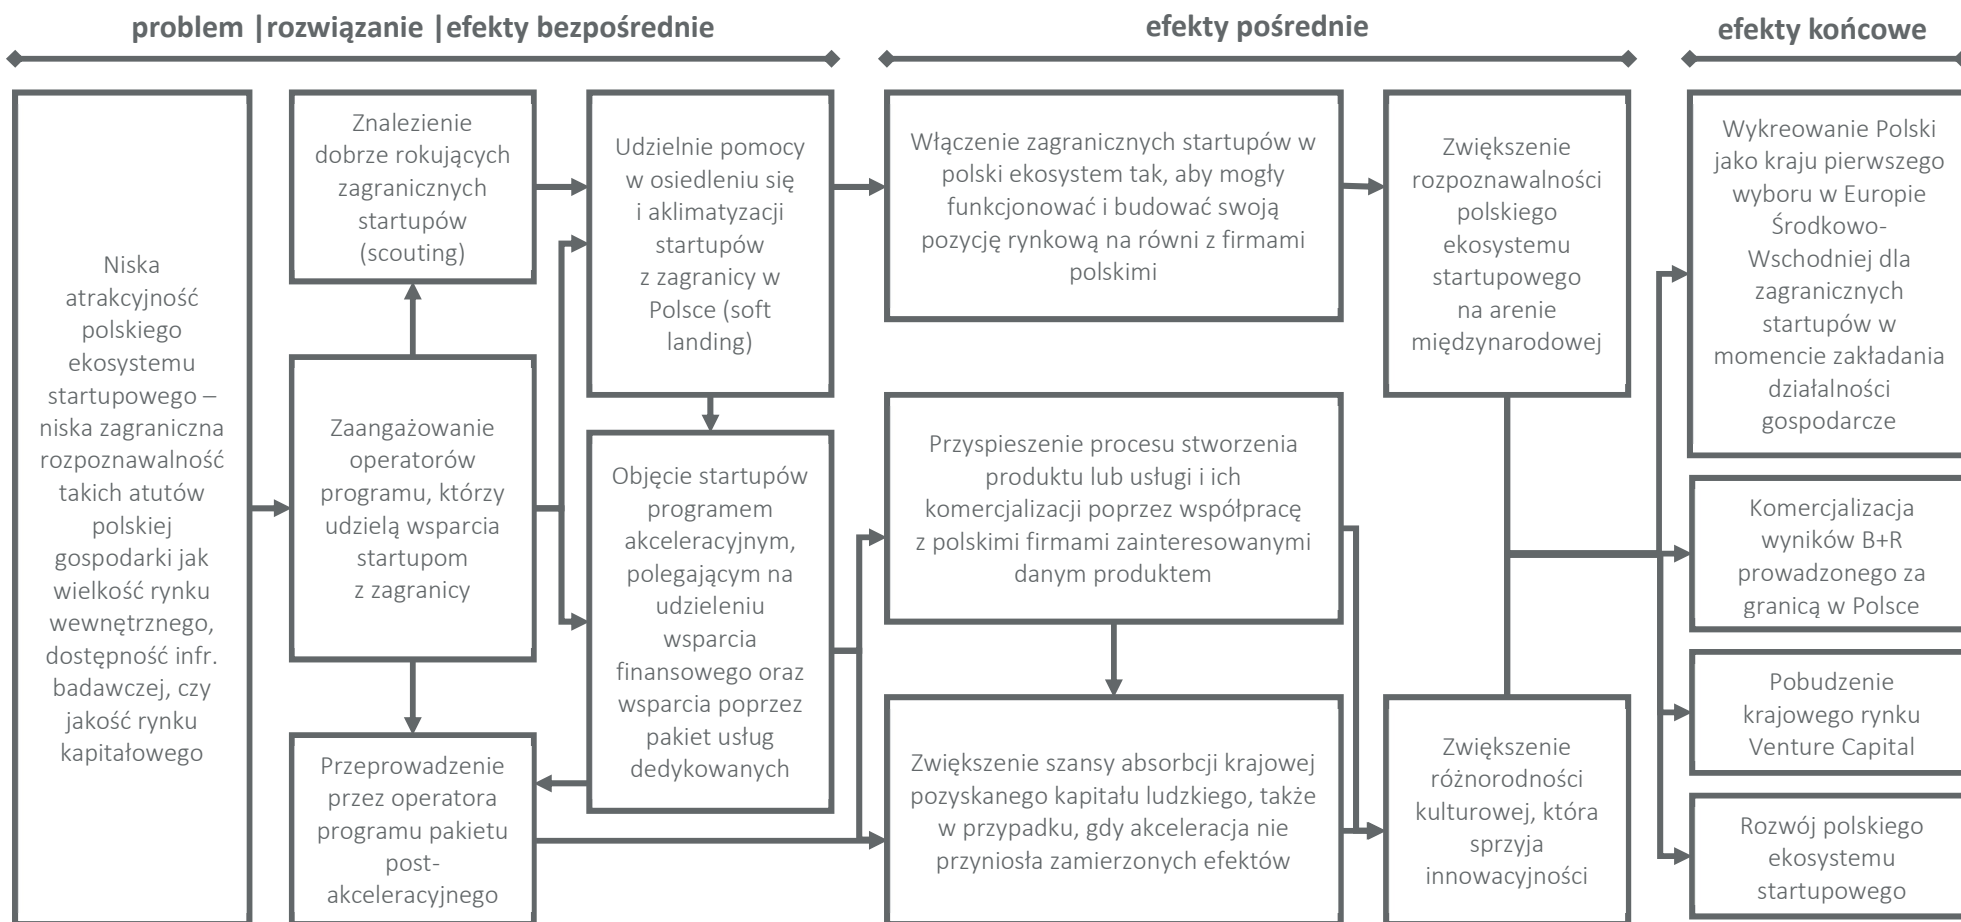 problem |rozwiązanie |efekty bezpośrednie
efekty pośrednie
efekty końcowe
Niska
atrakcyjność
polskiego
ekosystemu
startupowego –
niska zagraniczna
rozpoznawalność
takich atutów
polskiej
gospodarki jak
wielkość rynku
wewnętrznego,
dostępność infr.
badawczej, czy
jakość rynku
kapitałowego
Znalezienie
dobrze rokujących
zagranicznych
startupów
(scouting)
Zaangażowanie
operatorów
programu, którzy
udzielą wsparcia
startupom
z zagranicy
Przeprowadzenie
przez operatora
programu pakietu
post-
akceleracyjnego
Udzielnie pomocy
w osiedleniu się
i aklimatyzacji
startupów
z zagranicy w
Polsce (soft
landing)
Objęcie startupów
programem
akceleracyjnym,
polegającym na
udzieleniu
wsparcia
finansowego oraz
wsparcia poprzez
pakiet usług
dedykowanych
Włączenie zagranicznych startupów w
polski ekosystem tak, aby mogły
funkcjonować i budować swoją
pozycję rynkową na równi z firmami
polskimi
Przyspieszenie procesu stworzenia
produktu lub usługi i ich
komercjalizacji poprzez współpracę
z polskimi firmami zainteresowanymi
danym produktem
Zwiększenie szansy absorbcji krajowej
pozyskanego kapitału ludzkiego, także
w przypadku, gdy akceleracja nie
przyniosła zamierzonych efektów
Zwiększenie
rozpoznawalności
polskiego
ekosystemu
startupowego
na arenie
międzynarodowej
Zwiększenie
różnorodności
kulturowej, która
sprzyja
innowacyjności
Wykreowanie Polski
jako kraju pierwszego
wyboru w Europie
Środkowo-
Wschodniej dla
zagranicznych
startupów w
momencie zakładania
działalności
gospodarcze
Komercjalizacja
wyników B+R
prowadzonego za
granicą w Polsce
Pobudzenie
krajowego rynku
Venture Capital
Rozwój polskiego
ekosystemu
startupowego